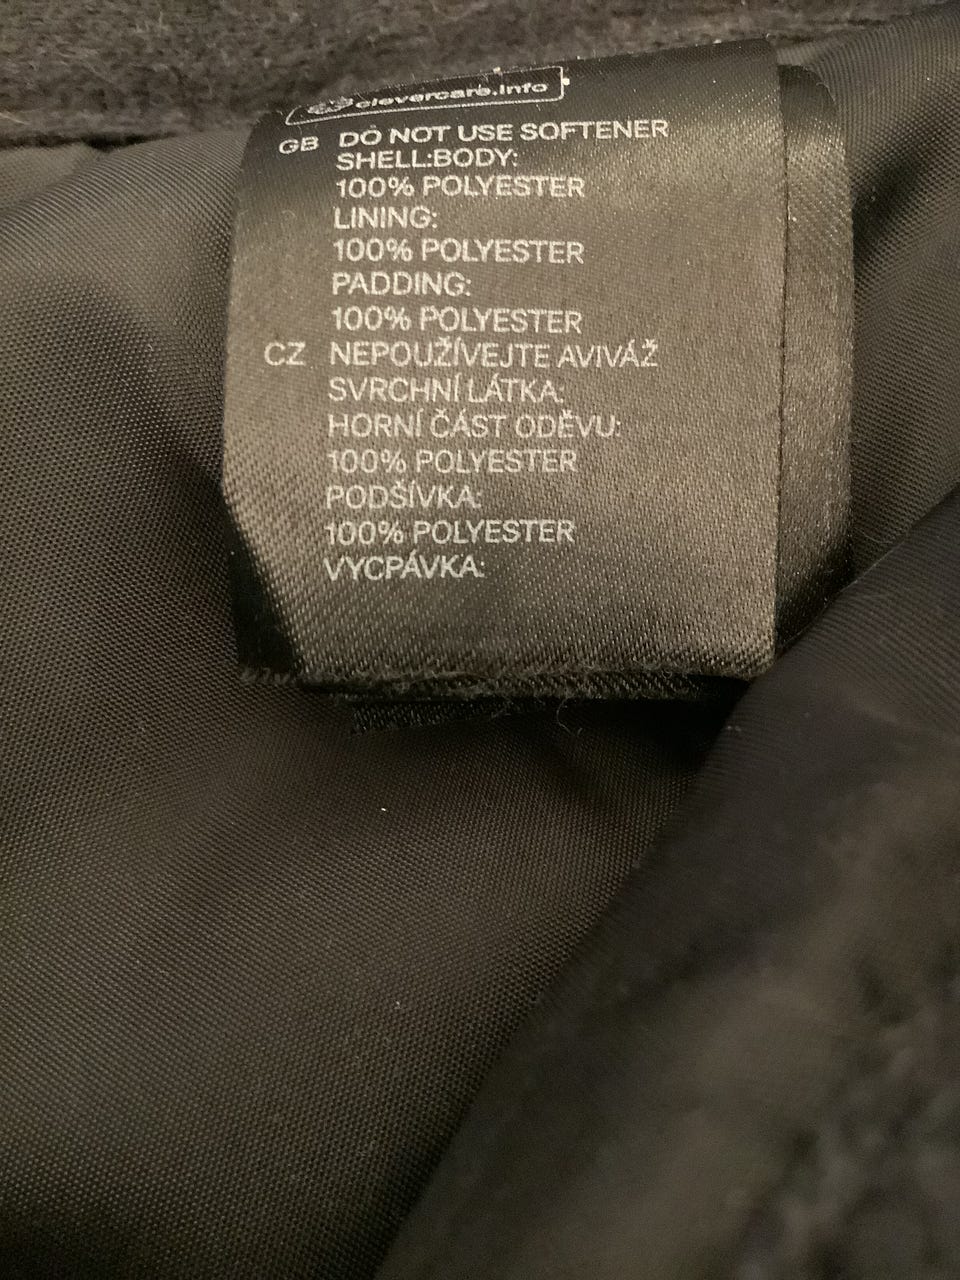 clevercare.info
GB DO NOT USE SOFTENER
SHELL:BODY:
100% POLYESTER
LINING:
100% POLYESTER
PADDING:
100% POLYESTER
CZ NEPOUŽÍVEJTE AVIVÁŽ
SVRCHNÍ LÁTKA:
HORNÍ ČÁST ODĚVU:
100% POLYESTER
PODŠÍVKA:
100% POLYESTER
VYCPÁVKA: